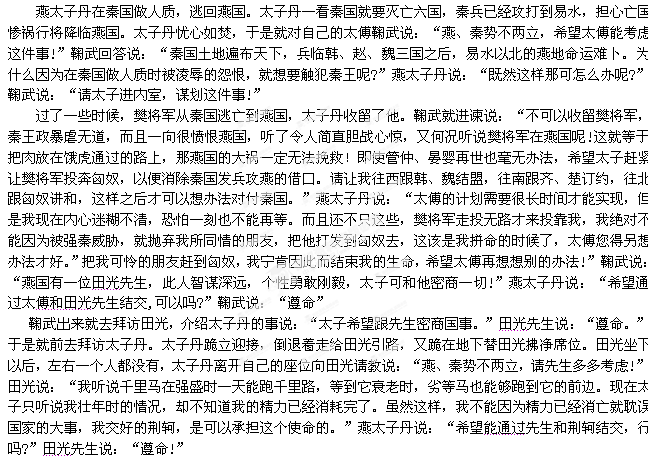 燕太子丹在秦国做人质，逃回燕国。太子丹一看秦国就要灭亡六国，秦兵已经攻打到易水，担心亡国
惨祸行将降临燕国。太子丹忧心如焚，于是就对自己的太傅鞠武说：“燕、秦势不两立，希望太傅能考虑
这件事！”鞠武回答说：“秦国土地遍布天下，兵临韩、赵、魏三国之后，易水以北的燕地命运难卜。为
什么因为在秦国做人质时被凌辱的怨恨，就想要触犯秦王呢？”燕太子丹说：“既然这样那可怎么办呢？”
鞠武说：“请太子进内室，谋划这件事！”
过了一些时候，樊将军从秦国逃亡到燕国，太子丹收留了他。鞠武就进谏说：“不可以收留樊将军，
秦王政暴虐无道，而且一向很愤恨燕国，听了令人简直胆战心惊，又何况听说樊将军在燕国呢！这就等于
把肉放在饿虎通过的路上，那燕国的大祸一定无法挽救！即使管仲、晏婴再世也毫无办法，希望太子赶紧
让樊将军投奔匈奴，以便消除秦国发兵攻燕的借口。请让我往西跟韩、魏结盟，往南跟齐、楚订约，往北
跟匈奴讲和，这样之后才可以想办法对付秦国。”燕太子丹说：“太傅的计划需要很长时间才能实现，但
是我现在内心迷糊不清，恐怕一刻也不能再等。而且还不只这些，樊将军走投无路才来投靠我，我绝对不
能因为被强秦威胁，就抛弃我所同情的朋友，把他打发到匈奴去，这该是我拼命的时候了，太傅您得另想
办法才好。”把我可怜的朋友赶到匈奴，我宁肯因此而结束我的生命，希望太傅再想想别的办法！”鞠武说：
“燕国有一位田光先生，此人智谋深远，个性勇敢刚毅，太子可和他密商一切！”燕太子丹说：“希望通
过太傅和田光先生结交,可以吗？”鞠武说：“遵命”
鞠武出来就去拜访田光，介绍太子丹的事说：“太子希望跟先生密商国事。”田光先生说：“遵命。”
于是就前去拜访太子丹。太子丹跪立迎接，倒退着走给田光引路，又跪在地下替田光拂净席位。田光坐下
以后，左右一个人都没有，太子丹离开自己的座位向田光请教说：“燕、秦势不两立，请先生多多考虑！”
田光说：“我听说千里马在强盛时一天能跑千里路，等到它衰老时，劣等马也能够跑到它的前边。现在太
子只听说我壮年时的情况，却不知道我的精力已经消耗完了。虽然这样，我不能因为精力已经消亡就耽误
国家的大事，我交好的荆轲，是可以承担这个使命的。”燕太子丹说：“希望能通过先生和荆轲结交，行
吗？”田光先生说：“遵命！”